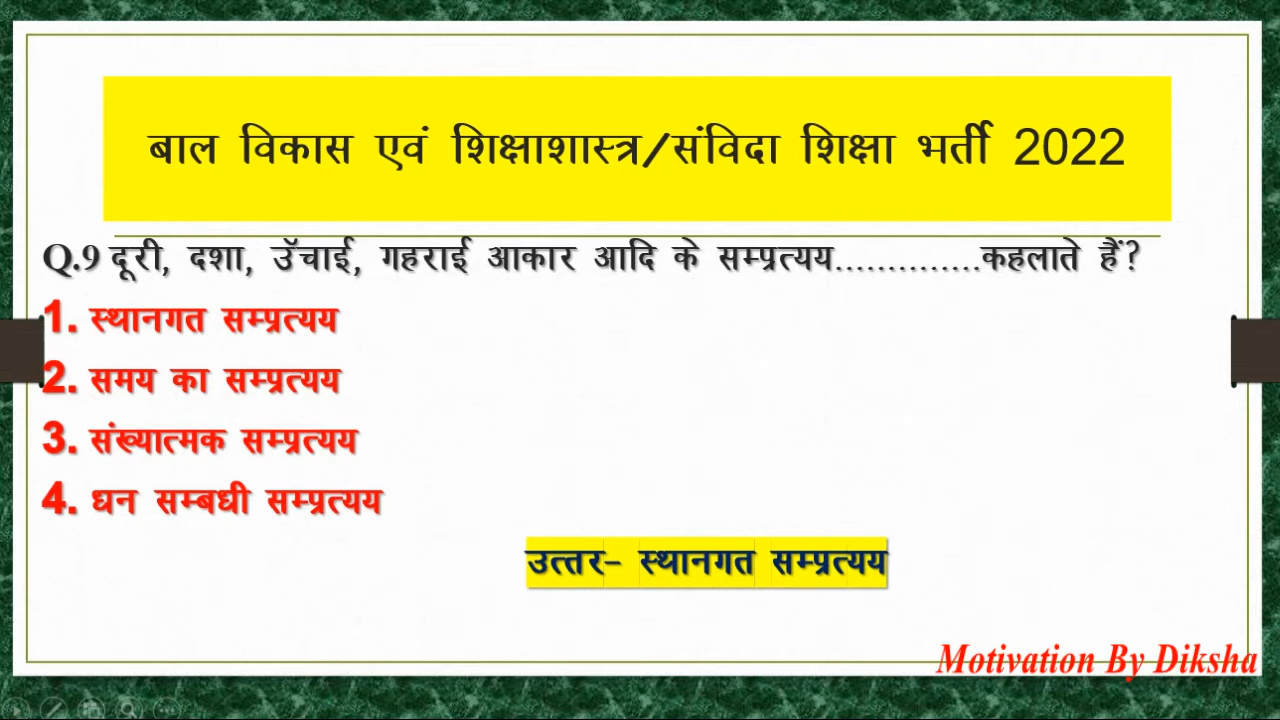 बाल विकास एवं शिक्षाशास्त्र/संविदा शिक्षा भर्ती 2022
Q.9 दूरी, दशा, उॅचाई, गहराई आकार आदि के सम्प्रत्यय..............कहलाते हैं?
1. स्थानगत सम्प्रत्यय
2. समय का सम्प्रत्यय
3. संख्यात्मक सम्प्रत्यय
4. धन सम्बधी सम्प्रत्यय
उत्तर- स्थानगत सम्प्रत्यय
Motivation By Diksha